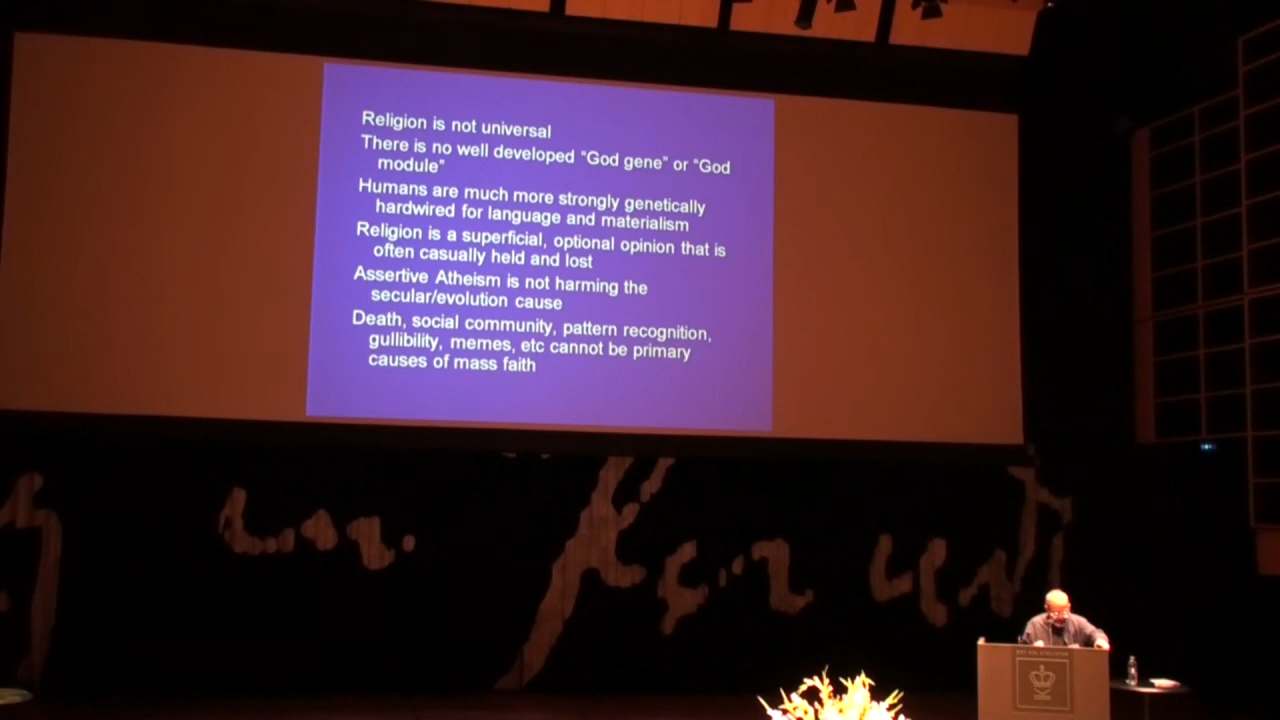 Religion is not universal
There is no well developed “God gene” or “God
module”
Humans are much more strongly genetically
hardwired for language and materialism
Religion is a superficial, optional opinion that is
often casually held and lost
Assertive Atheism is not harming the
secular/evolution cause
Death, social community, pattern recognition,
gullibility, memes, etc cannot be primary
causes of mass faith